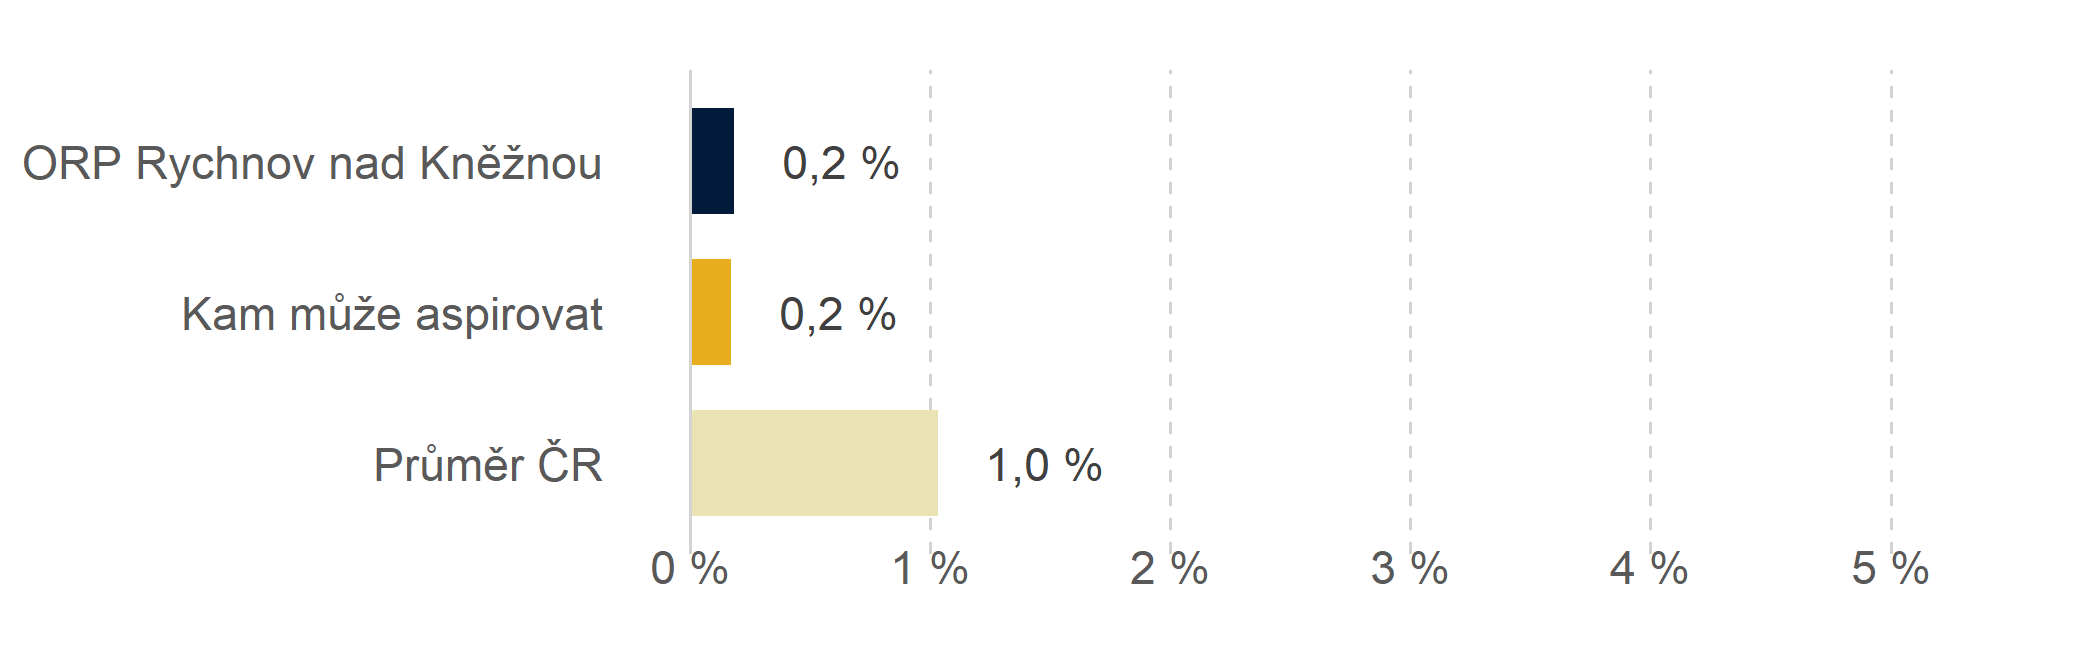 ORP Rychnov nad Kněžnou 0,2 %
Kam může aspirovat 0,2 %
Průměr ČR 1,0 %
0 % 1 % 2 % 3 % 4 % 5 %